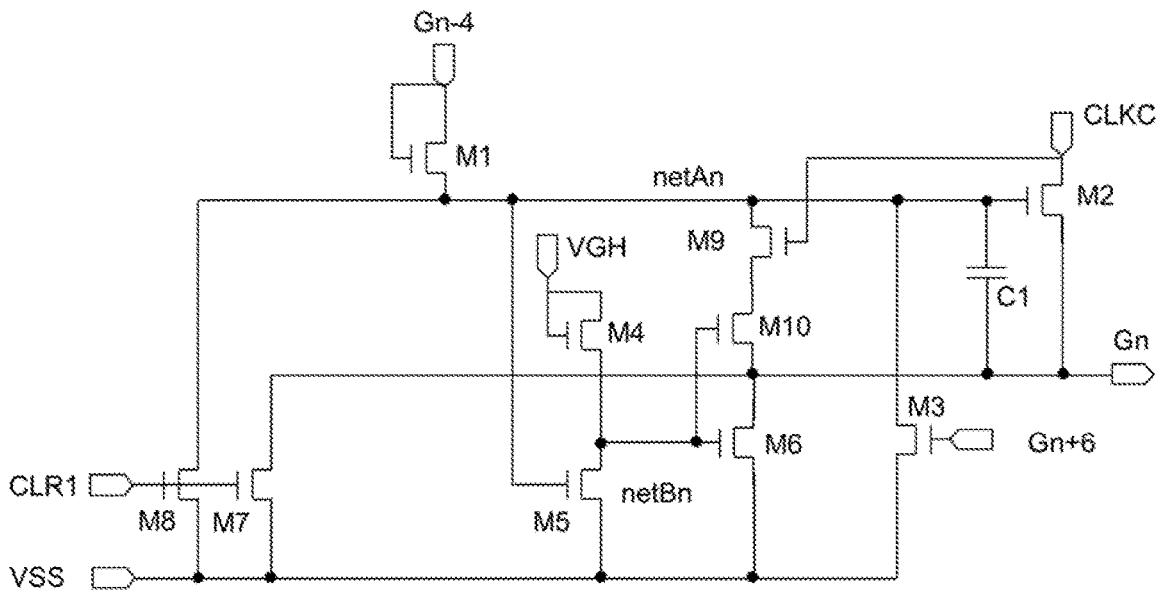 Gn-4
CLKC
M1
netAn
M2
M9
VGH
C1
M4
M10
Gn
M3
M6
Gn+6
CLR1
netBn
M8
M7
M5
VSS